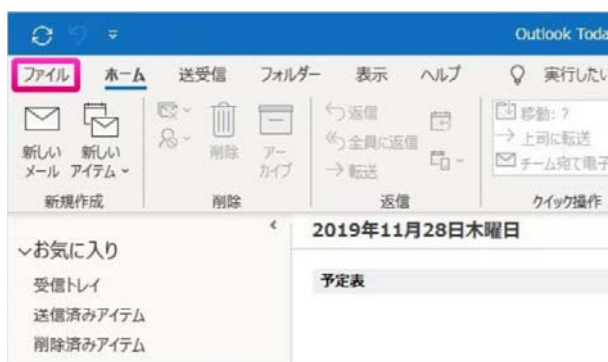 Outlook Toda
ファイル ホーム 送受信 フォルダー 表示 ヘルプ 実行したい
新しい メール
新しい アイテム
削除
アー カイブ
返信
全員に返信
転送
移動: ?
上司に転送
チーム宛て電子
新規作成 削除 返信 クイック操作
お気に入り
受信トレイ
送信済みアイテム
削除済みアイテム
2019年11月28日木曜日
予定表